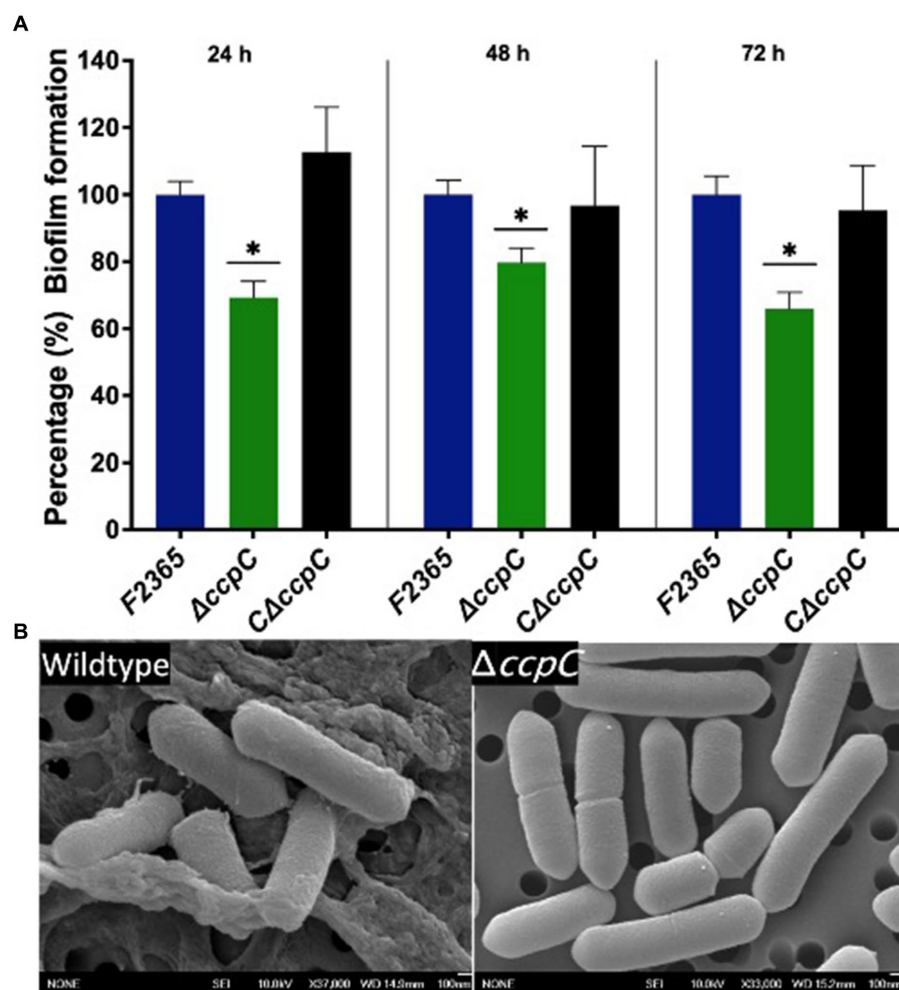 A
24 h 48 h 72 h
Percentage (%) Biofilm formation
140
120
100
80
60
40
20
0
* * *
F2365 ΔccpC CΔccpC F2365 ΔccpC CΔccpC F2365 ΔccpC CΔccpC
B
Wildtype ΔccpC
NONE SEI 10.0kV X37,000 WD 14.9mm 100nm
NONE SEI 10.0kV X33,000 WD 15.2mm 100nm